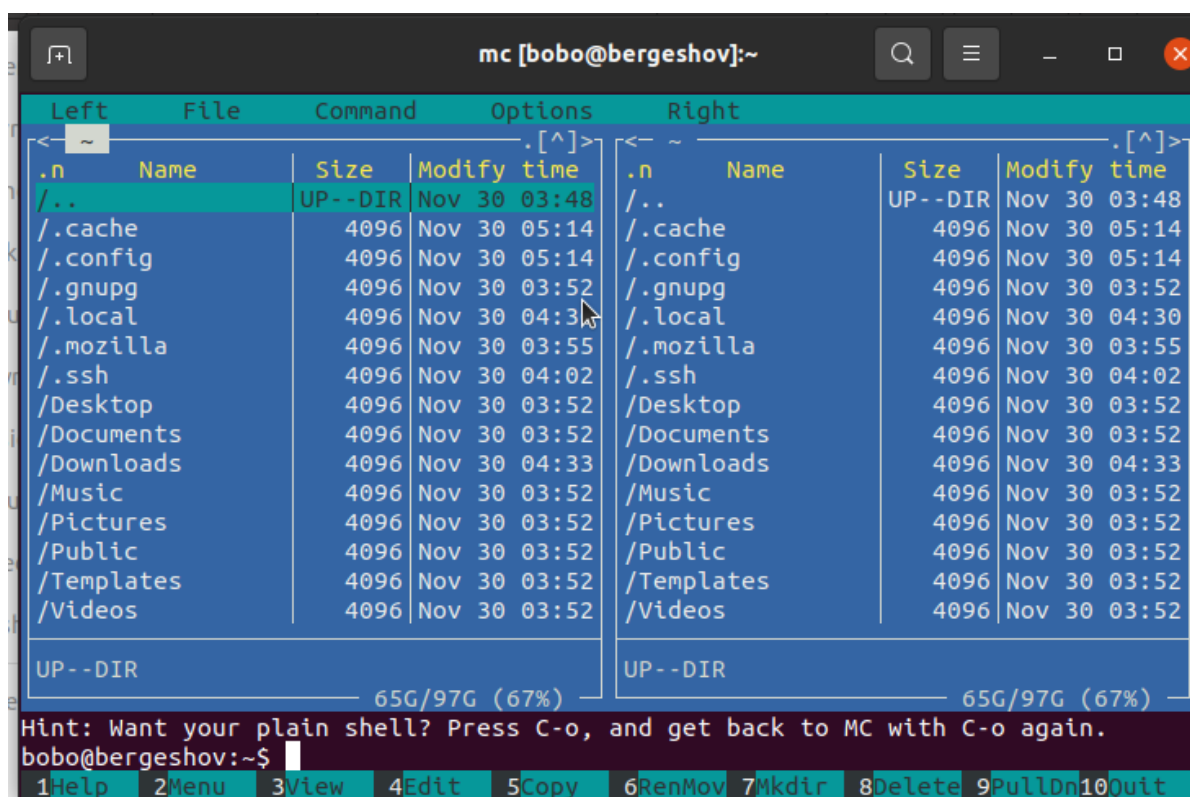 mc [bobo@bergeshov]:~
Left File Command Options Right
<─ ~ ─.[^]> <─ ~ ─.[^]>
.n Name Size Modify time .n Name Size Modify time
/.. UP--DIR Nov 30 03:48 /.. UP--DIR Nov 30 03:48
/.cache 4096 Nov 30 05:14 /.cache 4096 Nov 30 05:14
/.config 4096 Nov 30 05:14 /.config 4096 Nov 30 05:14
/.gnupg 4096 Nov 30 03:52 /.gnupg 4096 Nov 30 03:52
/.local 4096 Nov 30 /.local 4096 Nov 30 04:30
/.mozilla 4096 Nov 30 03:55 /.mozilla 4096 Nov 30 03:55
/.ssh 4096 Nov 30 04:02 /.ssh 4096 Nov 30 04:02
/Desktop 4096 Nov 30 03:52 /Desktop 4096 Nov 30 03:52
/Documents 4096 Nov 30 03:52 /Documents 4096 Nov 30 03:52
/Downloads 4096 Nov 30 04:33 /Downloads 4096 Nov 30 04:33
/Music 4096 Nov 30 03:52 /Music 4096 Nov 30 03:52
/Pictures 4096 Nov 30 03:52 /Pictures 4096 Nov 30 03:52
/Public 4096 Nov 30 03:52 /Public 4096 Nov 30 03:52
/Templates 4096 Nov 30 03:52 /Templates 4096 Nov 30 03:52
/Videos 4096 Nov 30 03:52 /Videos 4096 Nov 30 03:52
UP--DIR UP--DIR
65G/97G (67%) 65G/97G (67%)
Hint: Want your plain shell? Press C-o, and get back to MC with C-o again.
bobo@bergeshov:~$
1Help 2Menu 3View 4Edit 5Copy 6RenMov 7Mkdir 8Delete 9PullDn 10Quit